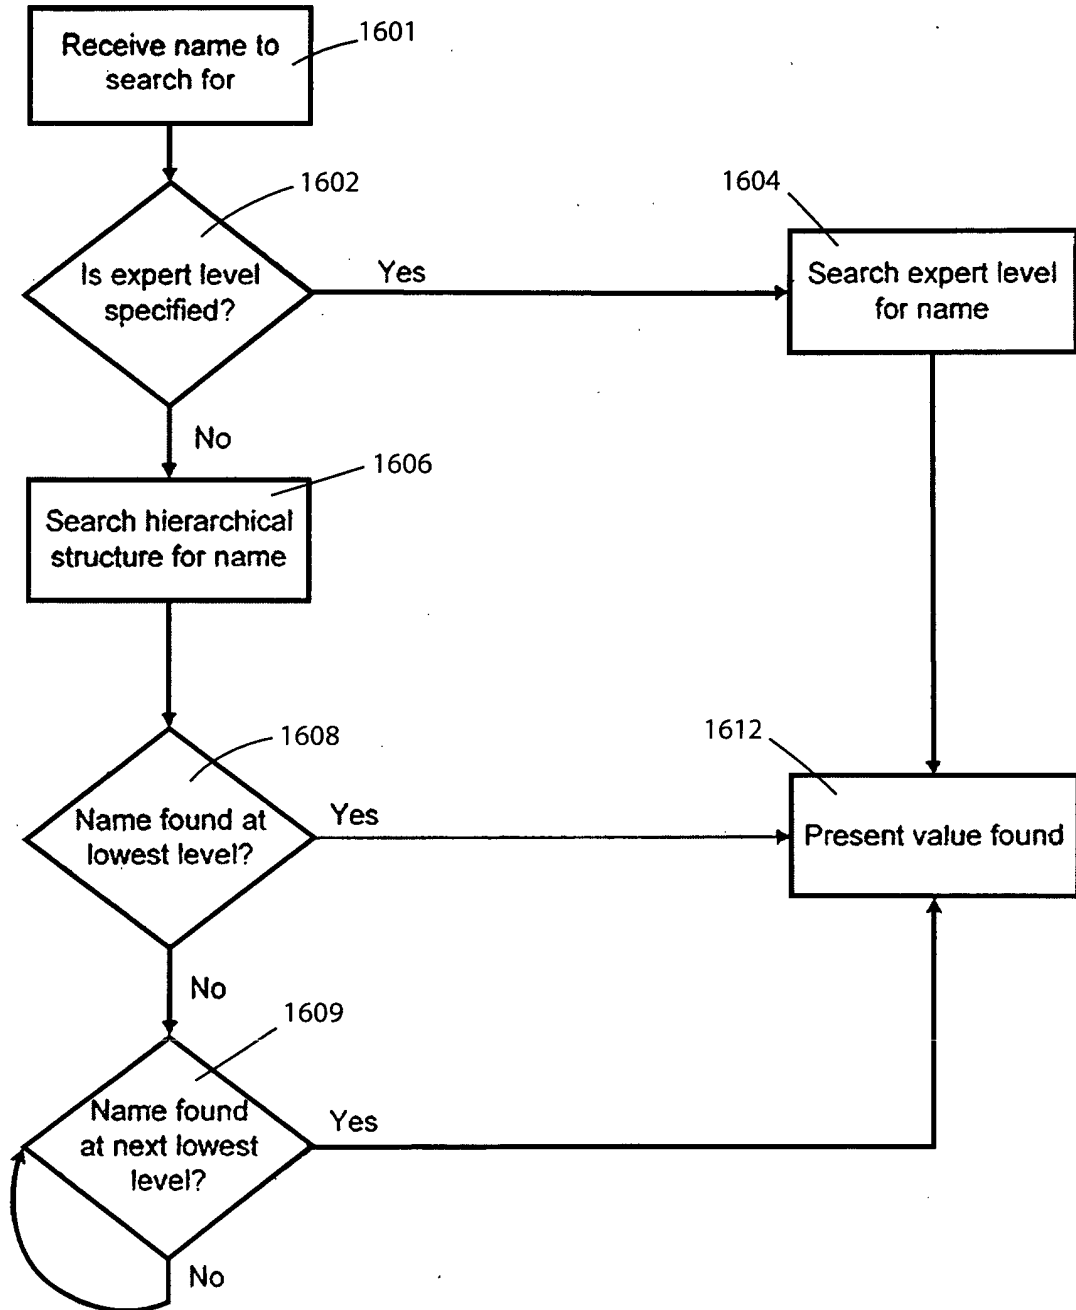 Receive name to
search for
1601
1602
Is expert level
specified?
Yes
1604
Search expert level
for name
No
1606
Search hierarchical
structure for name
1608
Name found at
lowest level?
Yes
1612
Present value found
No
1609
Name found
at next lowest
level?
Yes
No